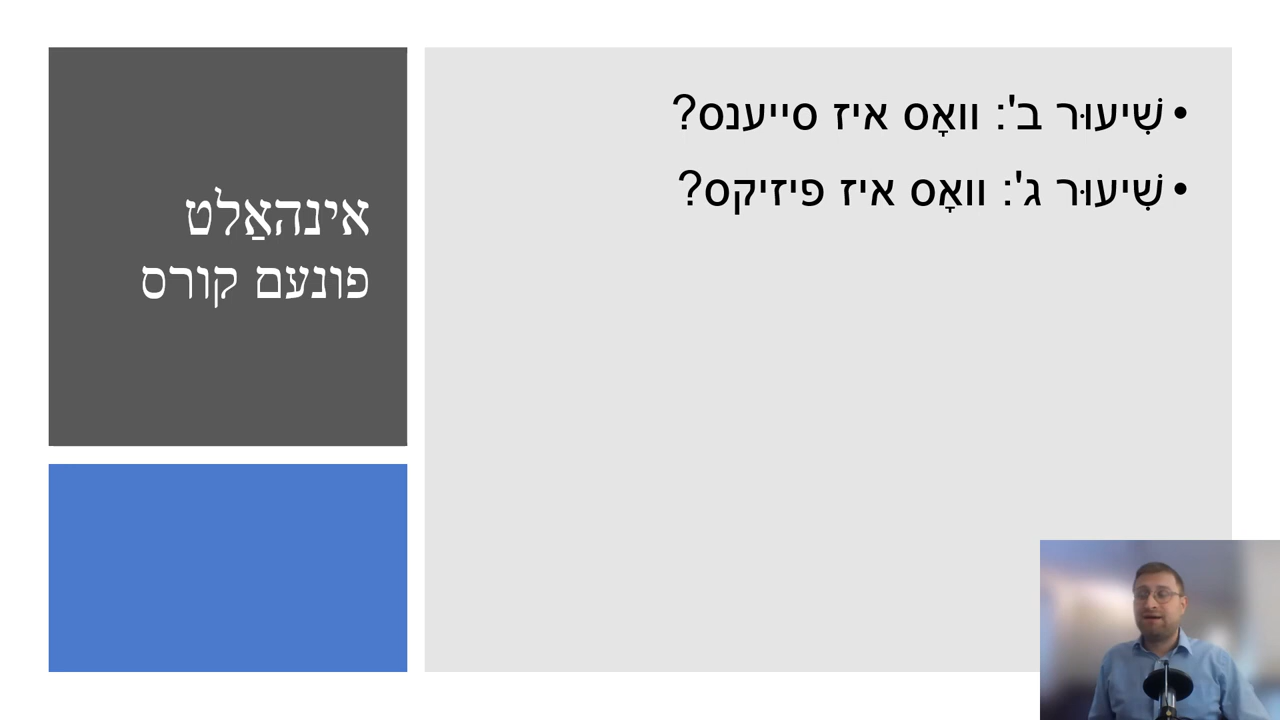 אינהאַלט
פונעם קורס
• שִׁיעוּר ב': וואָס איז סייענס?
• שִׁיעוּר ג': וואָס איז פיזיקס?